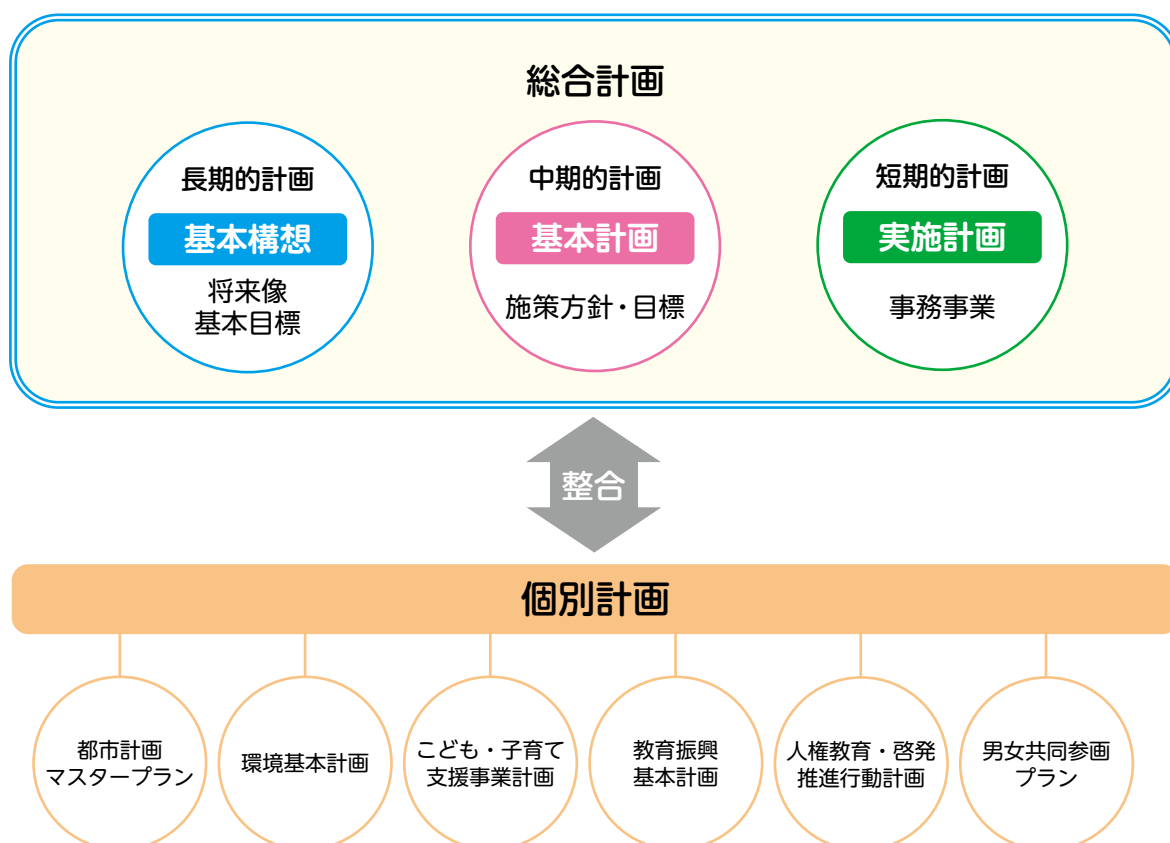 総合計画
長期的計画
基本構想
将来像
基本目標
中期的計画
基本計画
施策方針・目標
短期的計画
実施計画
事務事業
整合
個別計画
都市計画
マスタープラン
環境基本計画
こども・子育て
支援事業計画
教育振興
基本計画
人権教育・啓発
推進行動計画
男女共同参画
プラン